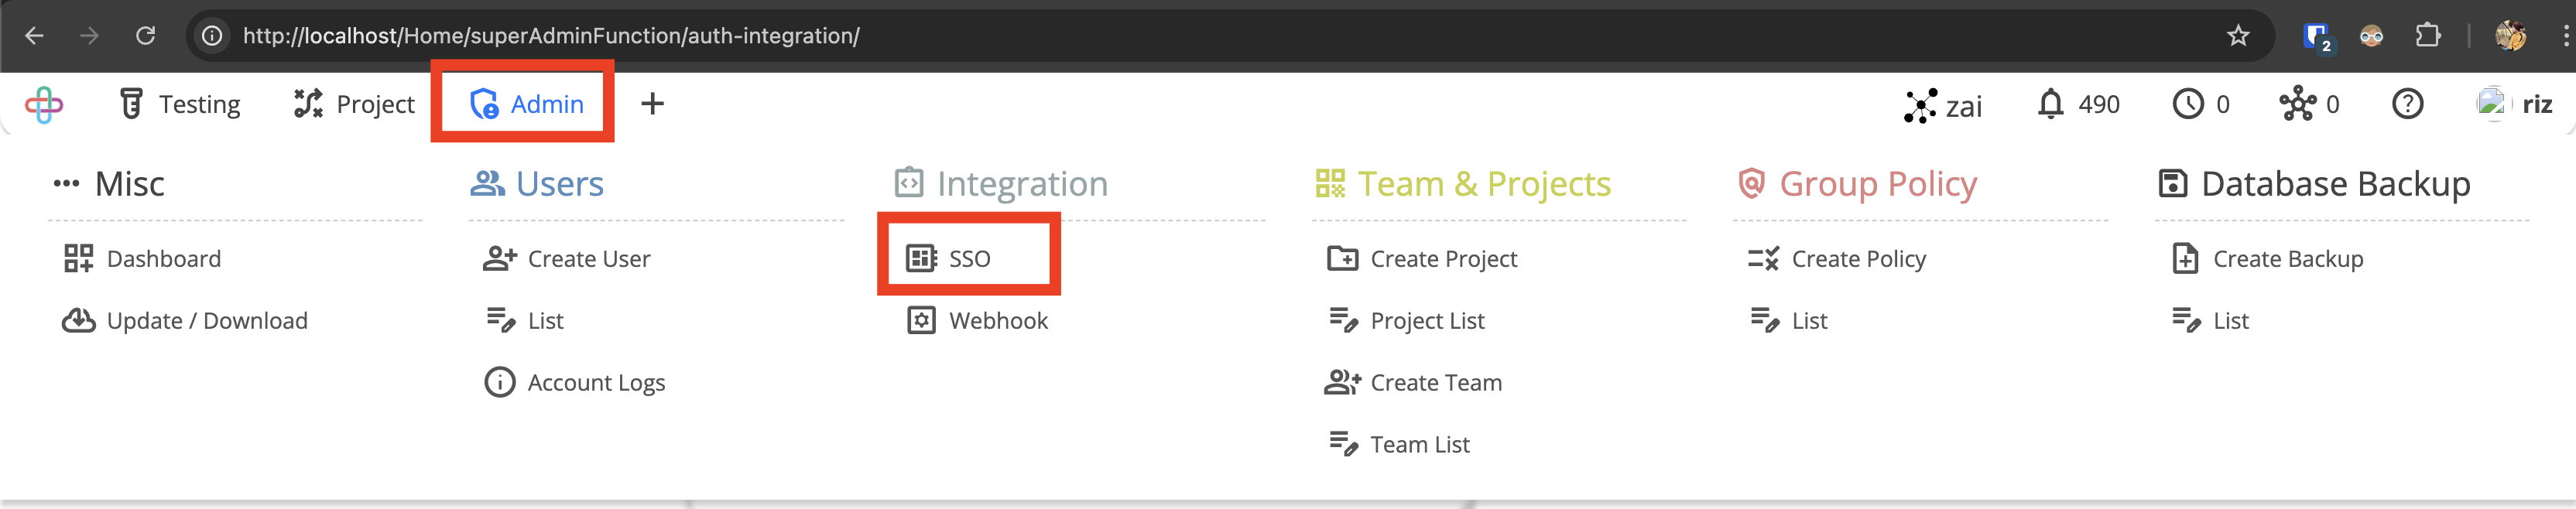 http://localhost/Home/superAdminFunction/auth-integration/
2
Testing Project Admin + zai 490 0 0 riz
Misc Users Integration Team & Projects Group Policy Database Backup
Dashboard Create User SSO Create Project Create Policy Create Backup
Update / Download List Webhook Project List List List
Account Logs Create Team
Team List